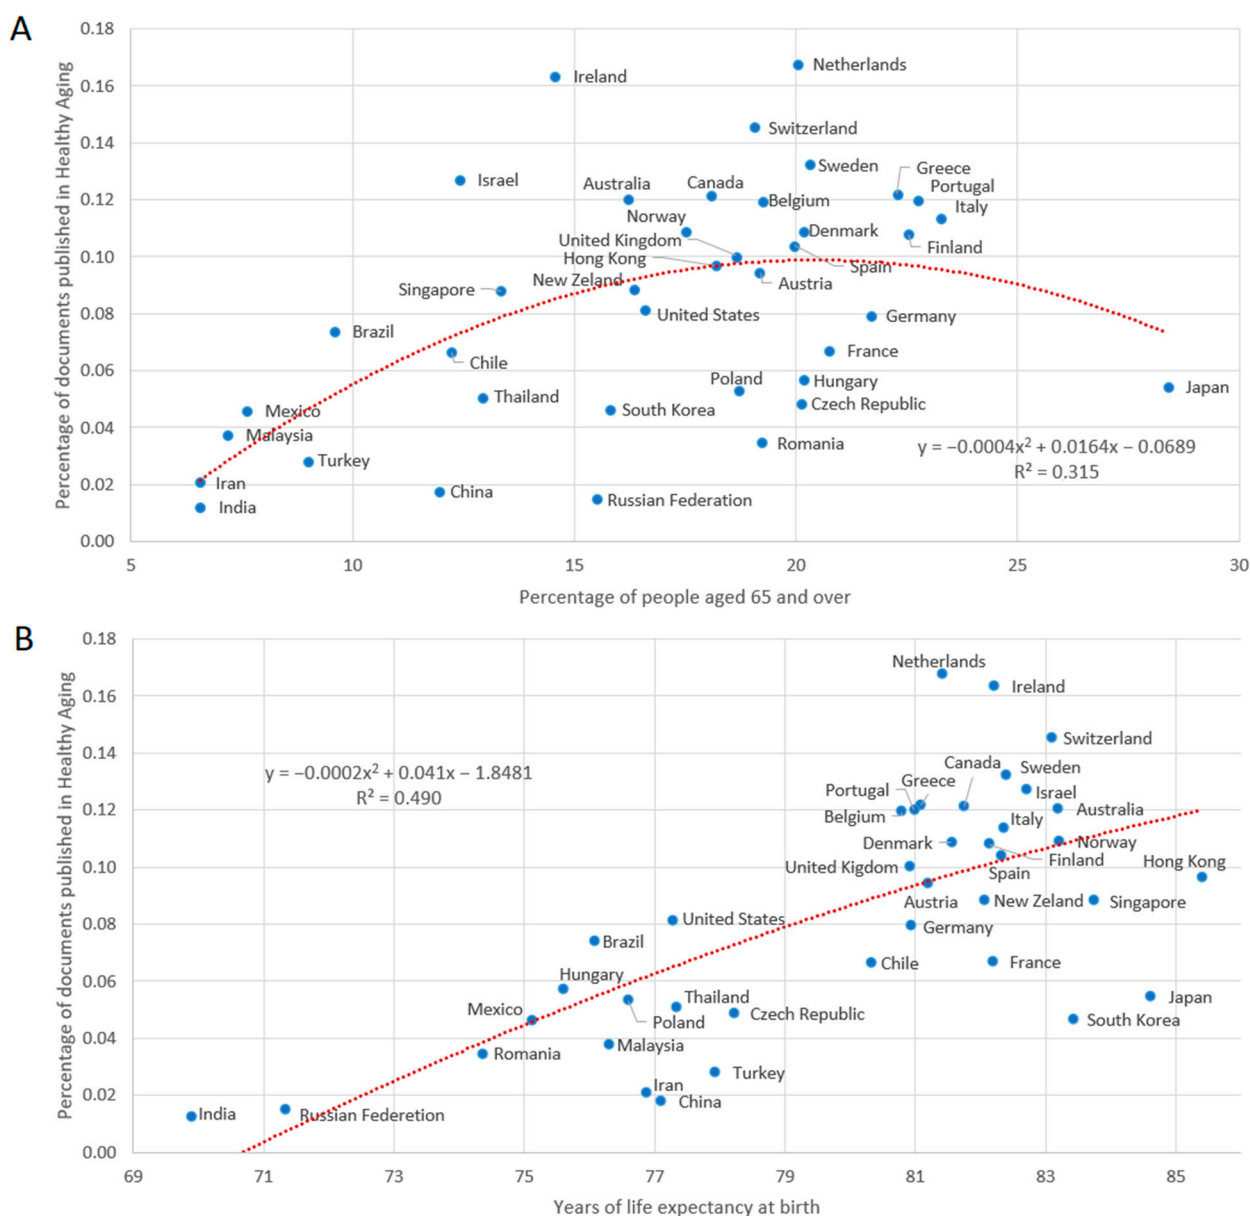 A
0.18
0.16
0.14
0.12
0.10
0.08
0.06
0.04
0.02
0.00
Percentage of documents published in Healthy Aging
Ireland
Netherlands
Switzerland
Israel
Sweden
Greece
Australia
Canada
Portugal
Belgium
Italy
Norway
Denmark
United Kingdom
Finland
Hong Kong
Spain
New Zeland
Austria
Singapore
United States
Germany
Brazil
France
Chile
Poland
Hungary
Japan
Thailand
South Korea
Czech Republic
Mexico
Malaysia
Romania
Turkey
y = −0.0004x² + 0.0164x − 0.0689
R² = 0.315
Iran
China
Russian Federation
India
5
10
15
20
25
30
Percentage of people aged 65 and over
B
0.18
0.16
0.14
0.12
0.10
0.08
0.06
0.04
0.02
0.00
Percentage of documents published in Healthy Aging
y = −0.0002x² + 0.041x − 1.8481
R² = 0.490
Netherlands
Ireland
Switzerland
Canada
Sweden
Greece
Portugal
Israel
Belgium
Australia
Italy
Denmark
Norway
Finland
Hong Kong
United Kigdom
Spain
Austria
New Zeland
Singapore
United States
Germany
Brazil
Chile
France
Hungary
Thailand
Japan
Mexico
Poland
Czech Republic
South Korea
Romania
Malaysia
Turkey
Iran
China
India
Russian Federetion
69
71
73
75
77
79
81
83
85
Years of life expectancy at birth